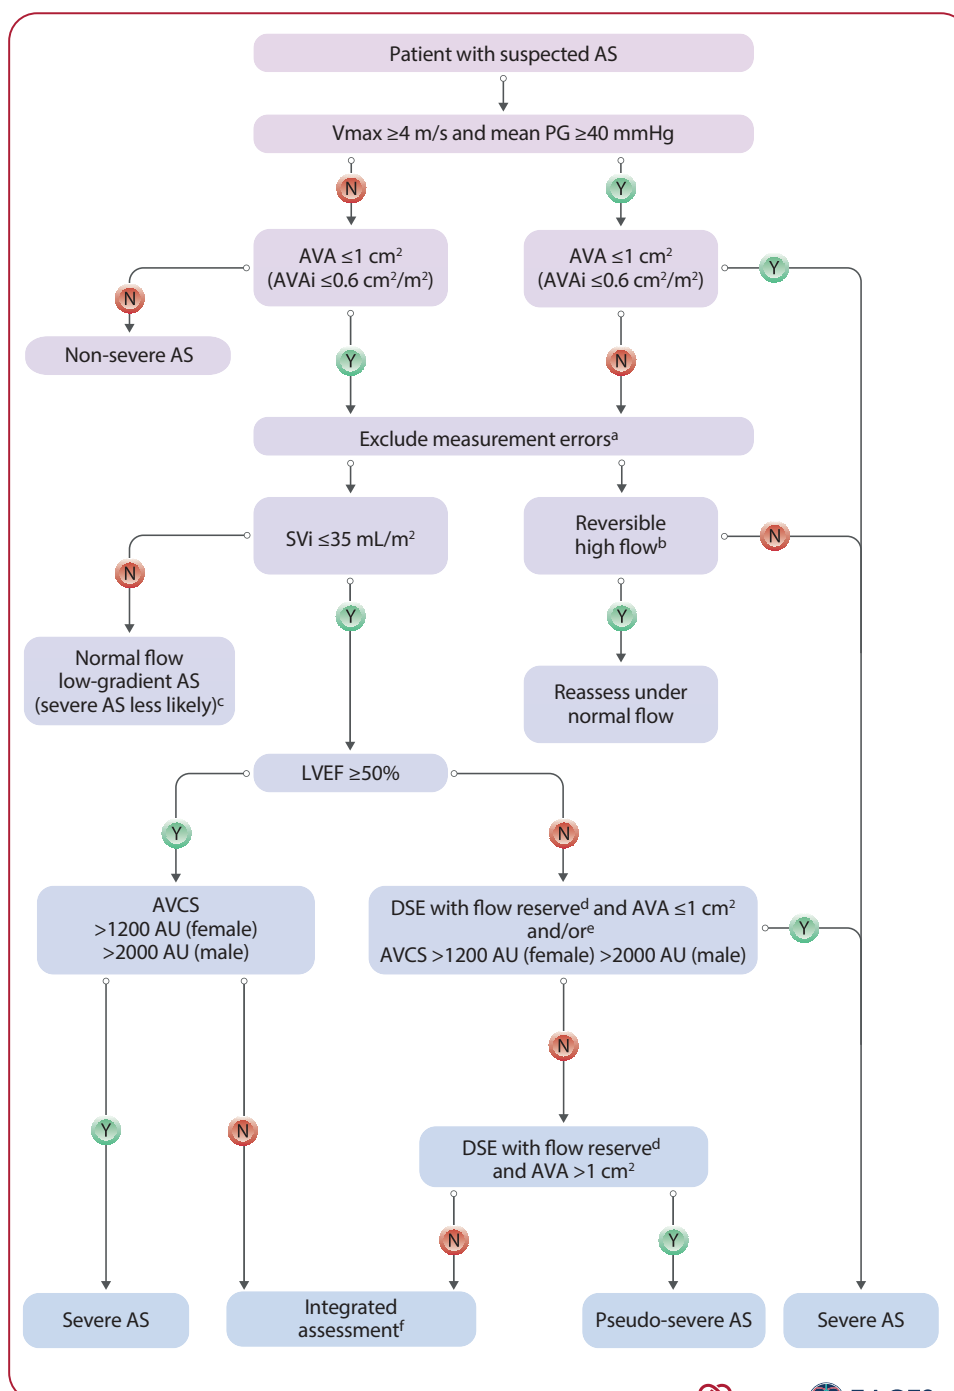 Patient with suspected AS
Vmax ≥4 m/s and mean PG ≥40 mmHg
N
Y
AVA ≤1 cm²
(AVAi ≤0.6 cm²/m²)
AVA ≤1 cm²
(AVAi ≤0.6 cm²/m²)
Y
N
Non-severe AS
Y
N
Exclude measurement errorsᵃ
SVi ≤35 mL/m²
Reversible
high flowᵇ
N
N
Y
Y
Normal flow
low-gradient AS
(severe AS less likely)ᶜ
Reassess under
normal flow
LVEF ≥50%
Y
N
AVCS
>1200 AU (female)
>2000 AU (male)
DSE with flow reserveᵈ and AVA ≤1 cm²
and/orᵉ
AVCS >1200 AU (female) >2000 AU (male)
Y
N
Y
N
DSE with flow reserveᵈ
and AVA >1 cm²
N
Y
Severe AS
Integrated
assessmentᶠ
Pseudo-severe AS
Severe AS